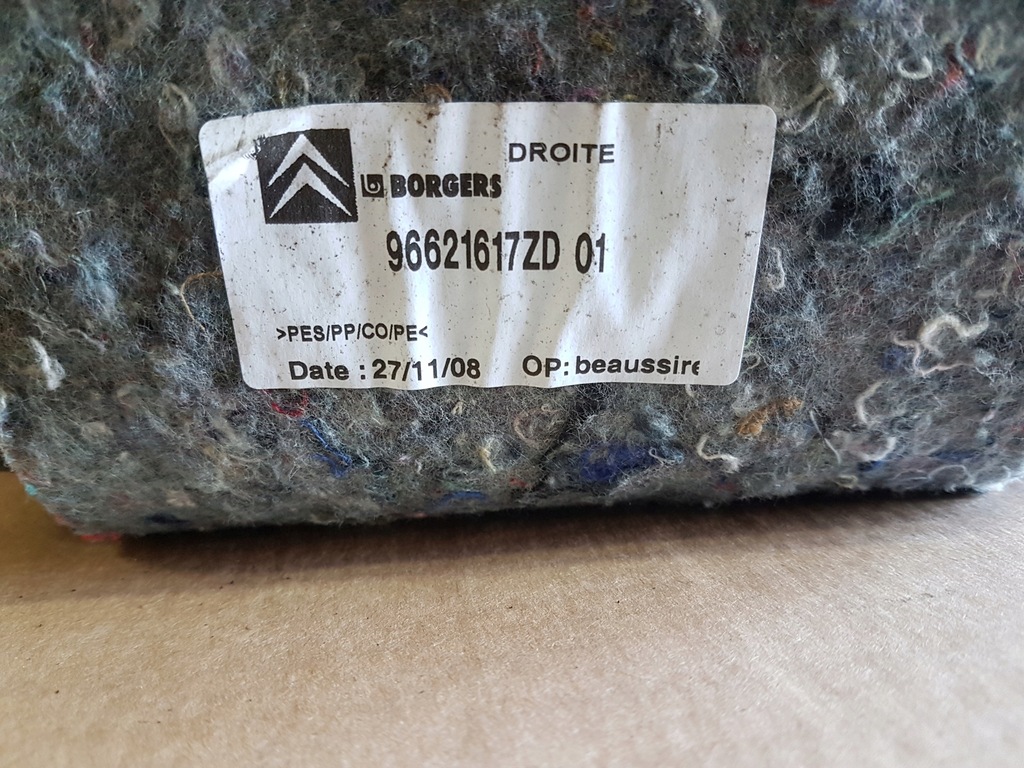 DROITE
BORGERS
96621617ZD 01
>PES/PP/CO/PE<
Date : 27/11/08 OP: beaussire